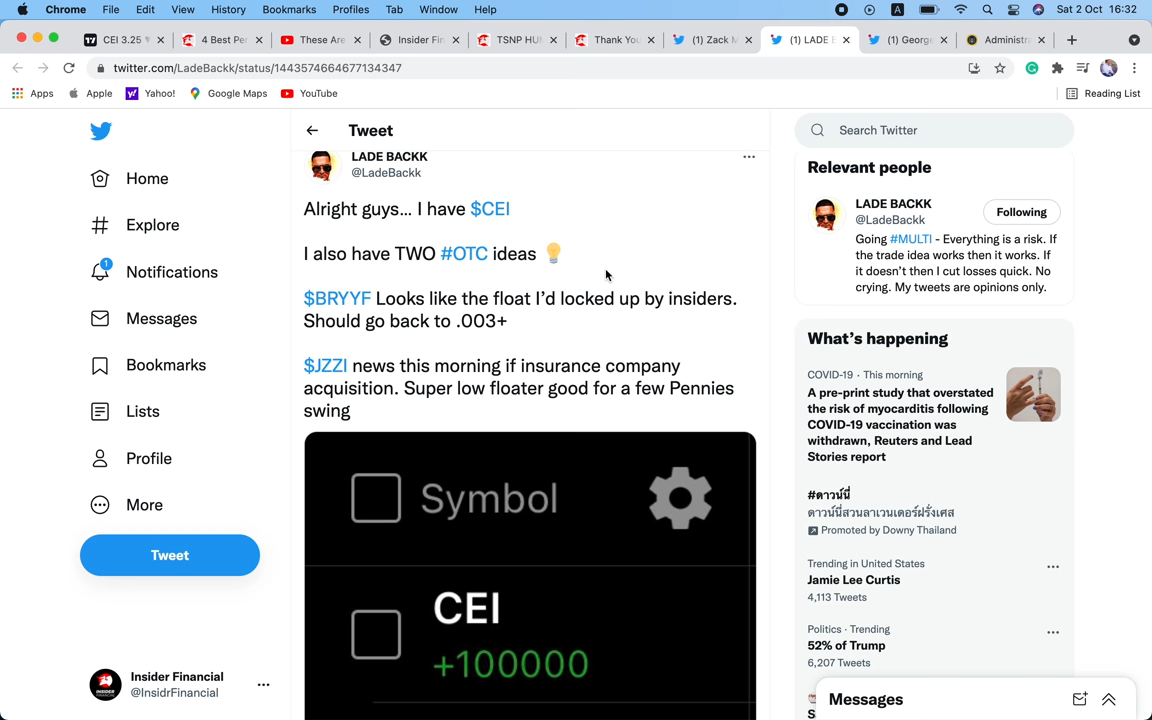 Chrome File Edit View History Bookmarks Profiles Tab Window Help A Sat 2 Oct 16:32
CEI 3.25 4 Best Pe These Are Insider Fin TSNP HU Thank You (1) Zack M (1) LADE B (1) George Administra
twitter.com/LadeBackk/status/1443574664677134347
Apps Apple Yahoo! Google Maps YouTube Reading List
Home
Explore
1
Notifications
Messages
Bookmarks
Lists
Profile
More
Tweet
Insider Financial
@InsidrFinancial
Tweet
LADE BACKK
@LadeBackk
Alright guys... I have $CEI
I also have TWO #OTC ideas 💡
$BRYYF Looks like the float I’d locked up by insiders.
Should go back to .003+
$JZZI news this morning if insurance company
acquisition. Super low floater good for a few Pennies
swing
Symbol
CEI
+100000
Search Twitter
Relevant people
LADE BACKK
@LadeBackk
Following
Going #MULTI - Everything is a risk. If
the trade idea works then it works. If
it doesn’t then I cut losses quick. No
crying. My tweets are opinions only.
What’s happening
COVID-19 · This morning
A pre-print study that overstated
the risk of myocarditis following
COVID-19 vaccination was
withdrawn, Reuters and Lead
Stories report
#ดาวน์นี่
ดาวน์นี่สวนลาเวนเดอร์ฝรั่งเศส
Promoted by Downy Thailand
Trending in United States
Jamie Lee Curtis
4,113 Tweets
Politics · Trending
52% of Trump
6,207 Tweets
Messages